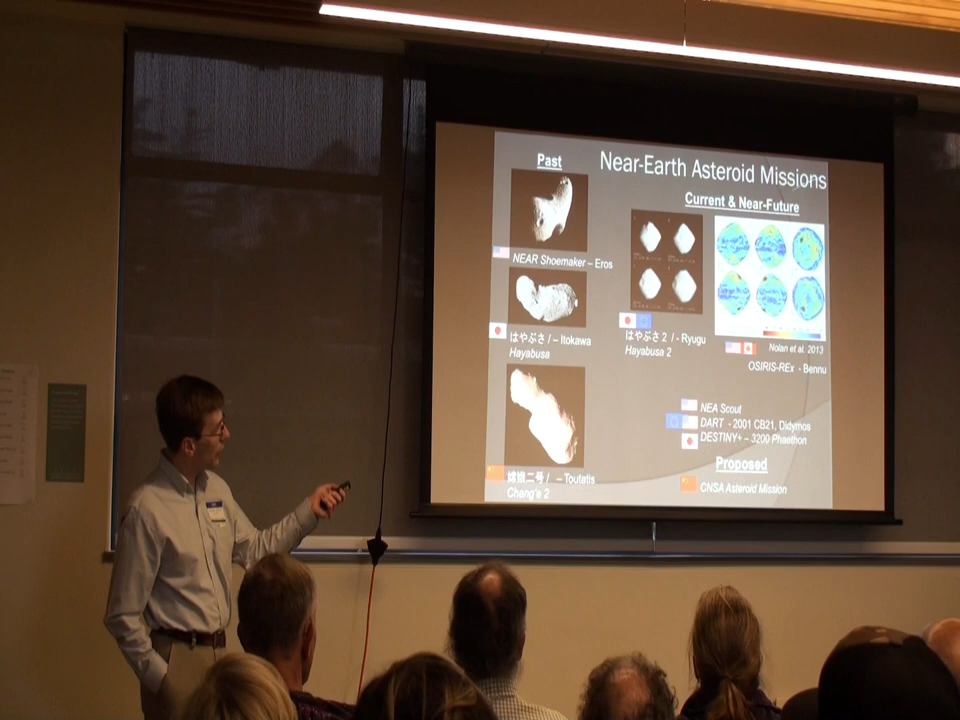 Near-Earth Asteroid Missions
Past
NEAR Shoemaker – Eros
はやぶさ / – Itokawa
Hayabusa
嫦娥二号 / – Toutatis
Chang'e 2
Current & Near-Future
はやぶさ 2 / - Ryugu
Hayabusa 2
Nolan et al. 2013
OSIRIS-REx - Bennu
NEA Scout
DART - 2001 CB21, Didymos
DESTINY+ – 3200 Phaethon
Proposed
CNSA Asteroid Mission